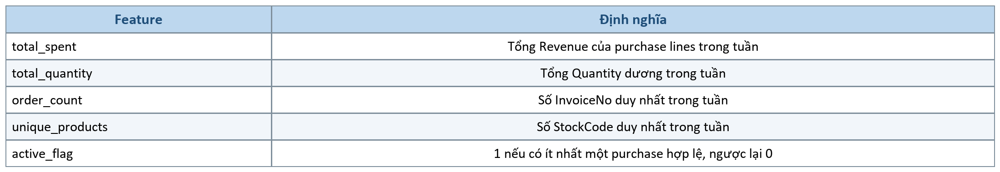 Feature Định nghĩa
total_spent Tổng Revenue của purchase lines trong tuần
total_quantity Tổng Quantity dương trong tuần
order_count Số InvoiceNo duy nhất trong tuần
unique_products Số StockCode duy nhất trong tuần
active_flag 1 nếu có ít nhất một purchase hợp lệ, ngược lại 0